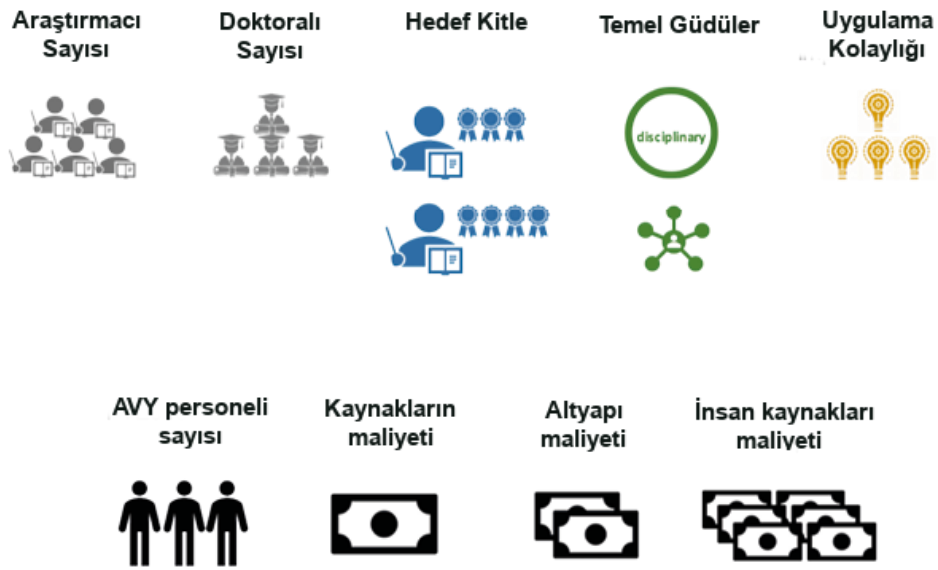 Araştırmacı
Sayısı
Doktoralı
Sayısı
Hedef Kitle
Temel Güdüler
Uygulama
Kolaylığı
disciplinary
AVY personeli
sayısı
Kaynakların
maliyeti
Altyapı
maliyeti
İnsan kaynakları
maliyeti